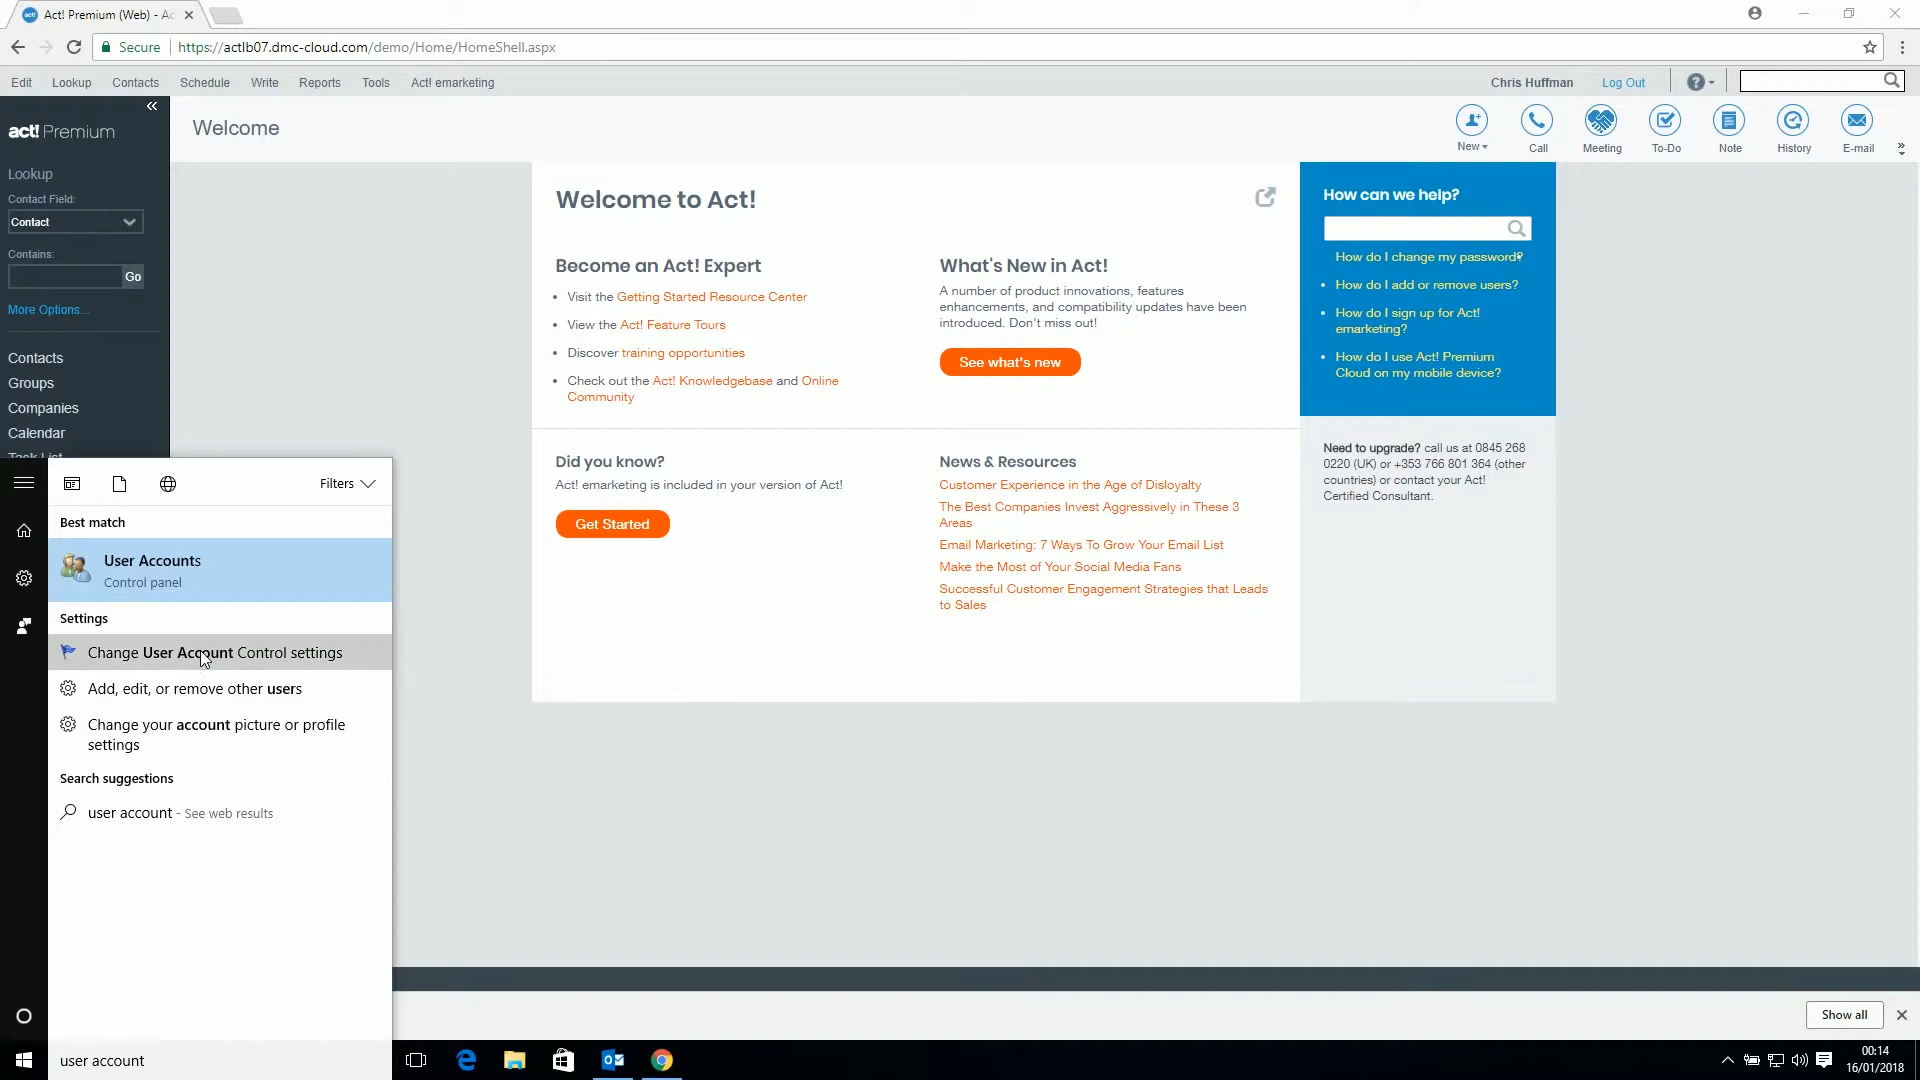 act! Act! Premium (Web) - Ac
Secure https://actlb07.dmc-cloud.com/demo/Home/HomeShell.aspx
Edit Lookup Contacts Schedule Write Reports Tools Act! emarketing Chris Huffman Log Out ?
act! Premium
Welcome
New Call Meeting To-Do Note History E-mail
Lookup
Contact Field:
Contact
Contains:
Go
More Options...
Contacts
Groups
Companies
Calendar
Task List
Welcome to Act!
Become an Act! Expert
Visit the Getting Started Resource Center
View the Act! Feature Tours
Discover training opportunities
Check out the Act! Knowledgebase and Online
Community
What's New in Act!
A number of product innovations, features
enhancements, and compatibility updates have been
introduced. Don't miss out!
See what's new
Did you know?
Act! emarketing is included in your version of Act!
Get Started
News & Resources
Customer Experience in the Age of Disloyalty
The Best Companies Invest Aggressively in These 3
Areas
Email Marketing: 7 Ways To Grow Your Email List
Make the Most of Your Social Media Fans
Successful Customer Engagement Strategies that Leads
to Sales
How can we help?
How do I change my password?
How do I add or remove users?
How do I sign up for Act!
emarketing?
How do I use Act! Premium
Cloud on my mobile device?
Need to upgrade? call us at 0845 268
0220 (UK) or +353 766 801 364 (other
countries) or contact your Act!
Certified Consultant.
Filters
Best match
User Accounts
Control panel
Settings
Change User Account Control settings
Add, edit, or remove other users
Change your account picture or profile
settings
Search suggestions
user account - See web results
Show all
user account
00:14
16/01/2018